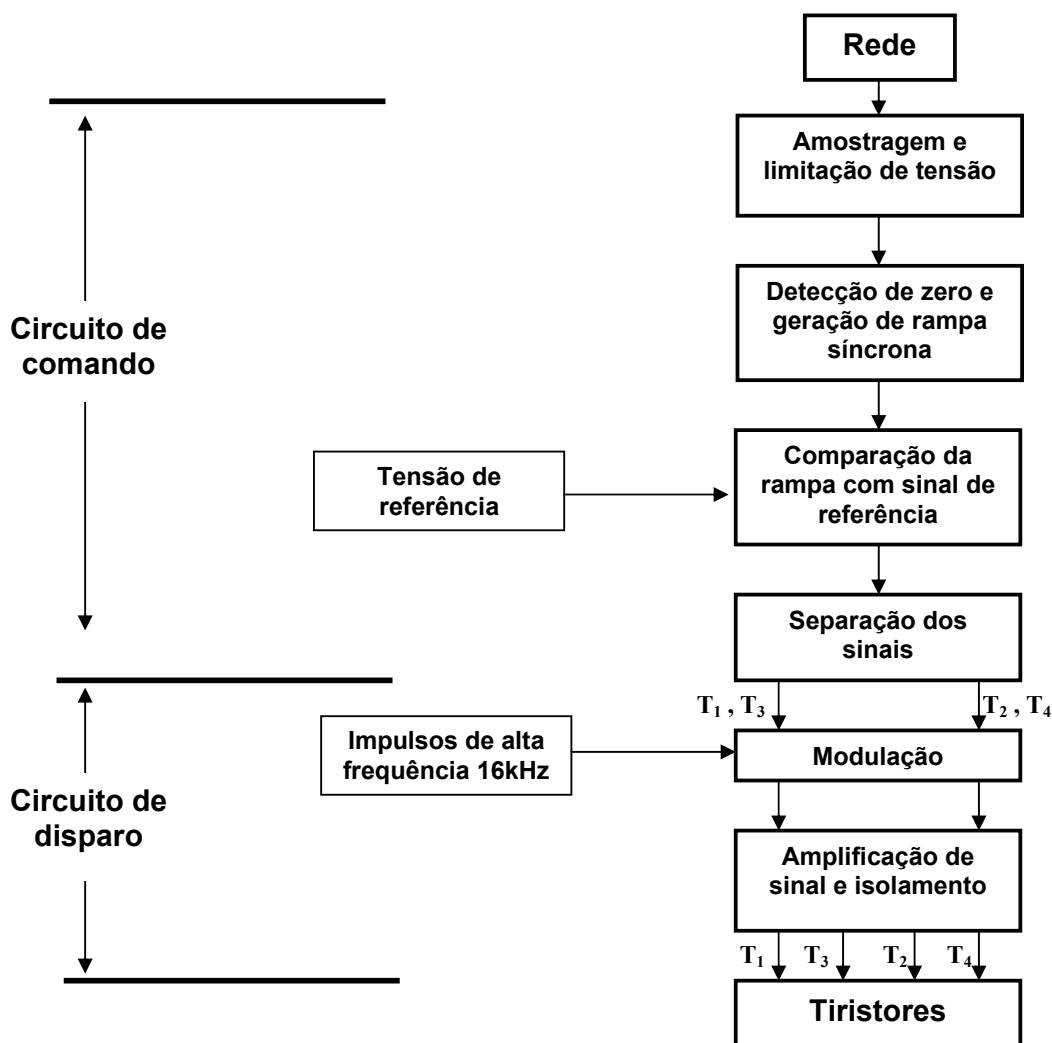 Rede
Amostragem e
limitação de tensão
Detecção de zero e
geração de rampa
síncrona
Circuito de
comando
Tensão de
referência
Comparação da
rampa com sinal de
referência
Separação dos
sinais
T₁ , T₃
T₂ , T₄
Impulsos de alta
frequência 16kHz
Modulação
Circuito de
disparo
Amplificação de
sinal e isolamento
T₁ T₃ T₂ T₄
Tiristores